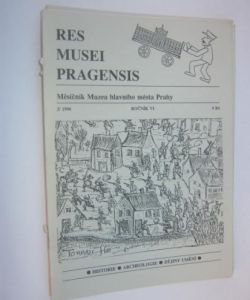 RES
MUSEI
PRAGENSIS
Měsíčník Muzea hlavního města Prahy
ROČNÍK VI
● HISTORIE ● ARCHEOLOGIE ● DĚJINY UMĚNÍ ●